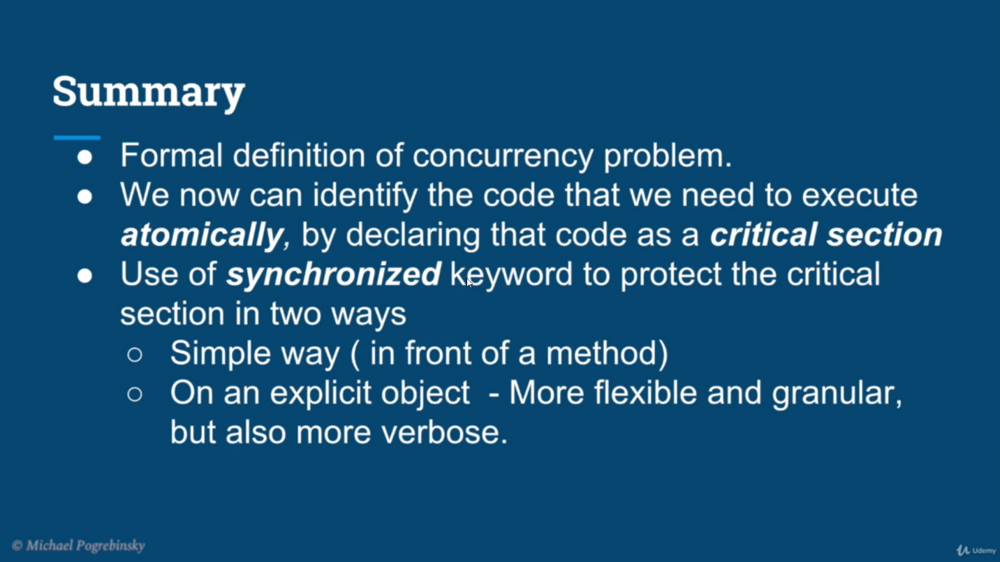 Summary
● Formal definition of concurrency problem.
● We now can identify the code that we need to execute
atomically, by declaring that code as a critical section
● Use of synchronized keyword to protect the critical
section in two ways
○ Simple way ( in front of a method)
○ On an explicit object - More flexible and granular,
but also more verbose.
© Michael Pogrebinsky
Udemy